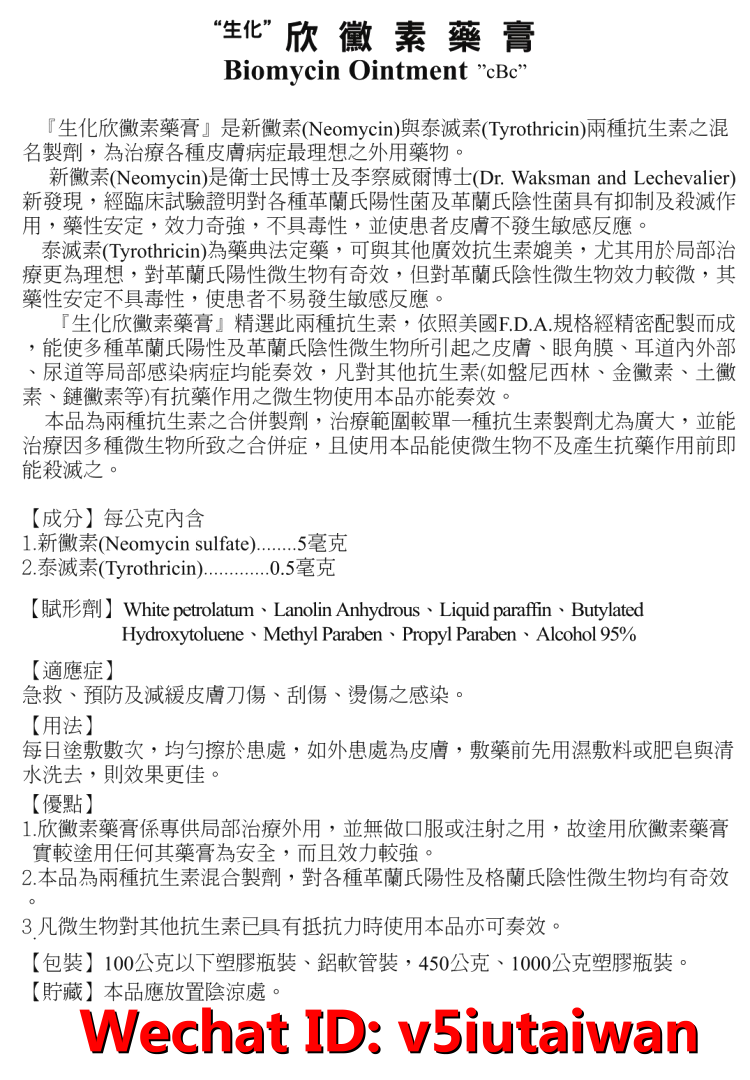 “生化” 欣黴素藥膏
Biomycin Ointment ”cBc”
『生化欣黴素藥膏』是新黴素(Neomycin)與泰滅素(Tyrothricin)兩種抗生素之混
名製劑，為治療各種皮膚病症最理想之外用藥物。
新黴素(Neomycin)是衛士民博士及李察威爾博士(Dr. Waksman and Lechevalier)
新發現，經臨床試驗證明對各種革蘭氏陽性菌及革蘭氏陰性菌具有抑制及殺滅作
用，藥性安定，效力奇強，不具毒性，並使患者皮膚不發生敏感反應。
泰滅素(Tyrothricin)為藥典法定藥，可與其他廣效抗生素媲美，尤其用於局部治
療更為理想，對革蘭氏陽性微生物有奇效，但對革蘭氏陰性微生物效力較微，其
藥性安定不具毒性，使患者不易發生敏感反應。
『生化欣黴素藥膏』精選此兩種抗生素，依照美國F.D.A.規格經精密配製而成
，能使多種革蘭氏陽性及革蘭氏陰性微生物所引起之皮膚、眼角膜、耳道內外部
、尿道等局部感染病症均能奏效，凡對其他抗生素(如盤尼西林、金黴素、土黴
素、鏈黴素等)有抗藥作用之微生物使用本品亦能奏效。
本品為兩種抗生素之合併製劑，治療範圍較單一種抗生素製劑尤為廣大，並能
治療因多種微生物所致之合併症，且使用本品能使微生物不及產生抗藥作用前即
能殺滅之。
【成分】每公克內含
1.新黴素(Neomycin sulfate)........5毫克
2.泰滅素(Tyrothricin).............0.5毫克
【賦形劑】White petrolatum、Lanolin Anhydrous、Liquid paraffin、Butylated
Hydroxytoluene、Methyl Paraben、Propyl Paraben、Alcohol 95%
【適應症】
急救、預防及減緩皮膚刀傷、刮傷、燙傷之感染。
【用法】
每日塗敷數次，均勻擦於患處，如外患處為皮膚，敷藥前先用濕敷料或肥皂與清
水洗去，則效果更佳。
【優點】
1.欣黴素藥膏係專供局部治療外用，並無做口服或注射之用，故塗用欣黴素藥膏
實較塗用任何其藥膏為安全，而且效力較強。
2.本品為兩種抗生素混合製劑，對各種革蘭氏陽性及格蘭氏陰性微生物均有奇效
。
3.凡微生物對其他抗生素已具有抵抗力時使用本品亦可奏效。
【包裝】100公克以下塑膠瓶裝、鋁軟管裝，450公克、1000公克塑膠瓶裝。
【貯藏】本品應放置陰涼處。
Wechat ID: v5iutaiwan